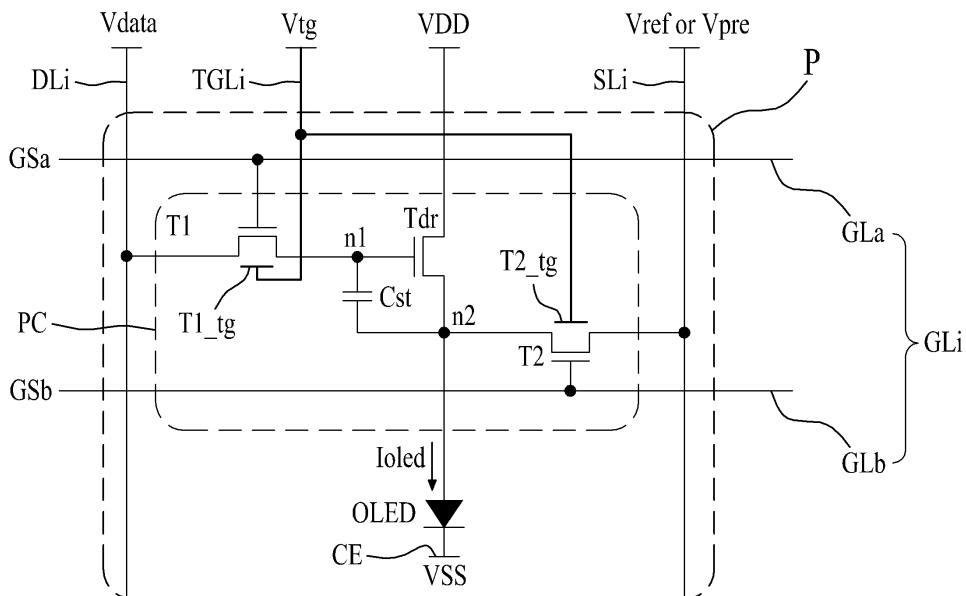 Vdata
Vtg
VDD
Vref or Vpre
DLi
TGLi
SLi
P
GSa
T1
Tdr
n1
GLa
T2_tg
Cst
T1_tg
PC
n2
GLi
T2
GSb
GLb
Ioled
OLED
CE
VSS